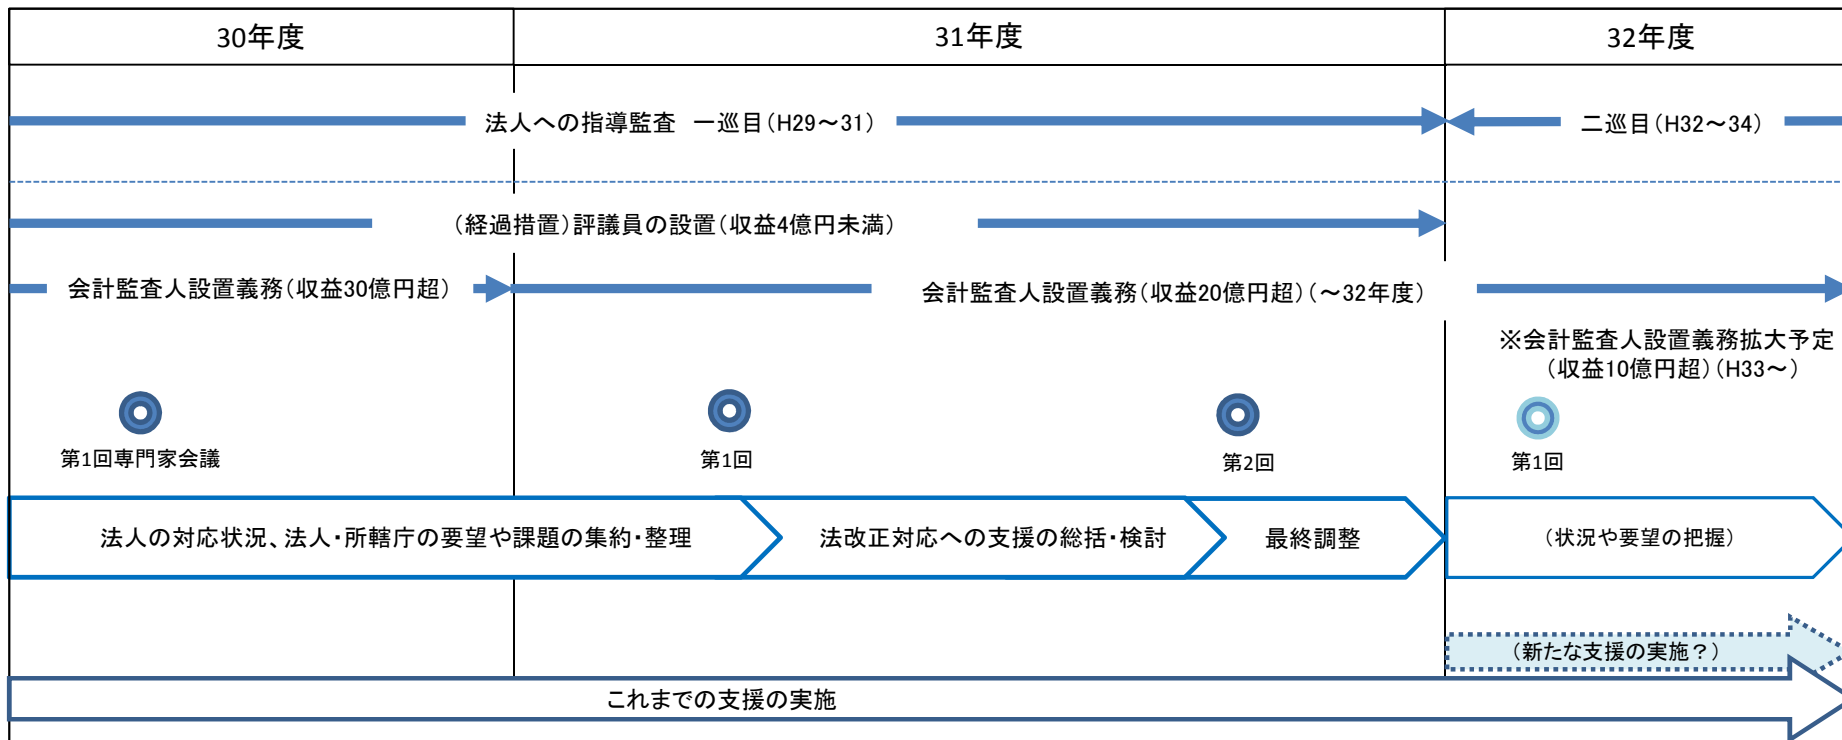 30年度
31年度
32年度
法人への指導監査　一巡目(H29～31)
二巡目(H32～34)
(経過措置)評議員の設置(収益4億円未満)
会計監査人設置義務(収益30億円超)
会計監査人設置義務(収益20億円超)(～32年度)
※会計監査人設置義務拡大予定
(収益10億円超)(H33～)
第1回専門家会議
第1回
第2回
第1回
法人の対応状況、法人・所轄庁の要望や課題の集約・整理
法改正対応への支援の総括・検討
最終調整
(状況や要望の把握)
(新たな支援の実施？)
これまでの支援の実施